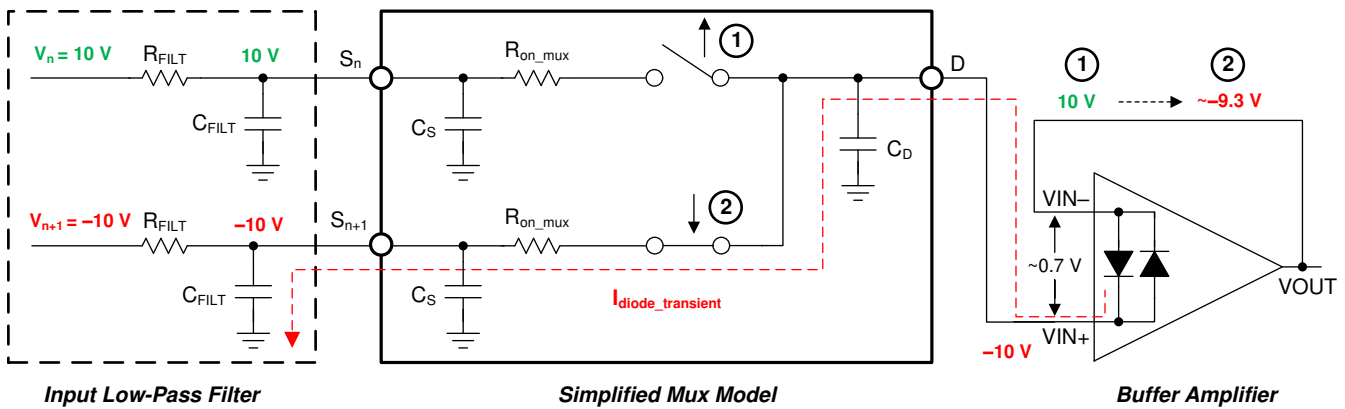 Vn = 10 V
RFILT
10 V
Sn
Ron_mux
1
D
1
2
10 V
~–9.3 V
CFILT
CS
CD
Vn+1 = –10 V
RFILT
–10 V
Sn+1
Ron_mux
2
VIN–
~0.7 V
CFILT
CS
Idiode_transient
VOUT
VIN+
–10 V
Input Low-Pass Filter
Simplified Mux Model
Buffer Amplifier